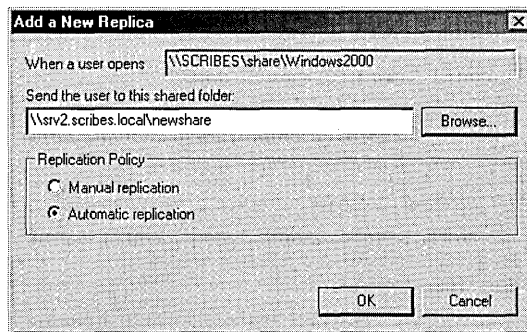 Add a New Replica
When a user opens \\SCRIBES\share\Windows2000
Send the user to this shared folder:
\\srv2.scribes.local\newshare Browse...
Replication Policy
Manual replication
Automatic replication
OK Cancel